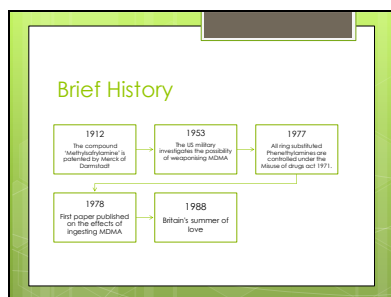 Brief History
1912
The compound
'Methylsafrylamine' is
patented by Merck of
Darmstadt
1953
The US military
investigates the possibility
of weaponising MDMA
1977
All ring substituted
Phenethylamines are
controlled under the
Misuse of drugs act 1971.
1978
First paper published
on the effects of
ingesting MDMA
1988
Britain's summer of
love